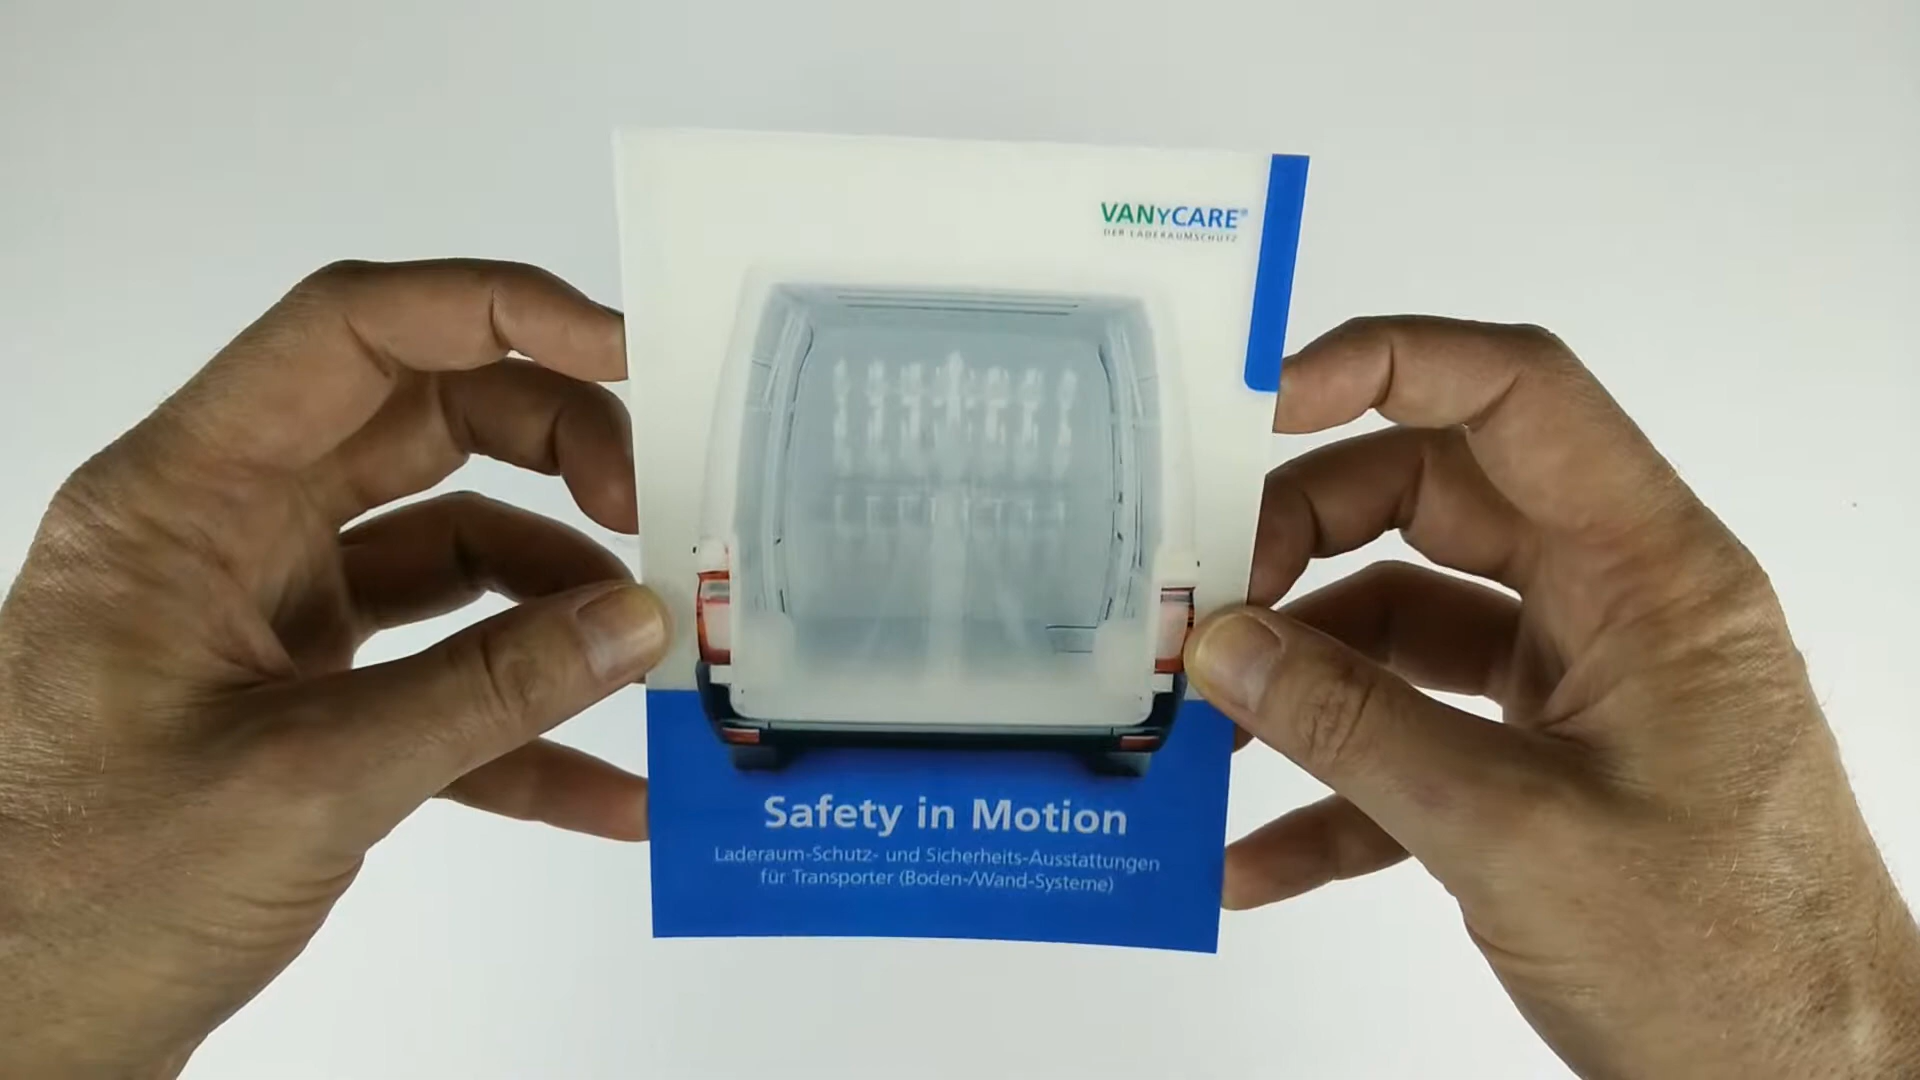 VANYCARE®
DER LADERAUMSCHUTZ
Safety in Motion
Laderaum-Schutz- und Sicherheits-Ausstattungen
für Transporter (Boden-/Wand-Systeme)